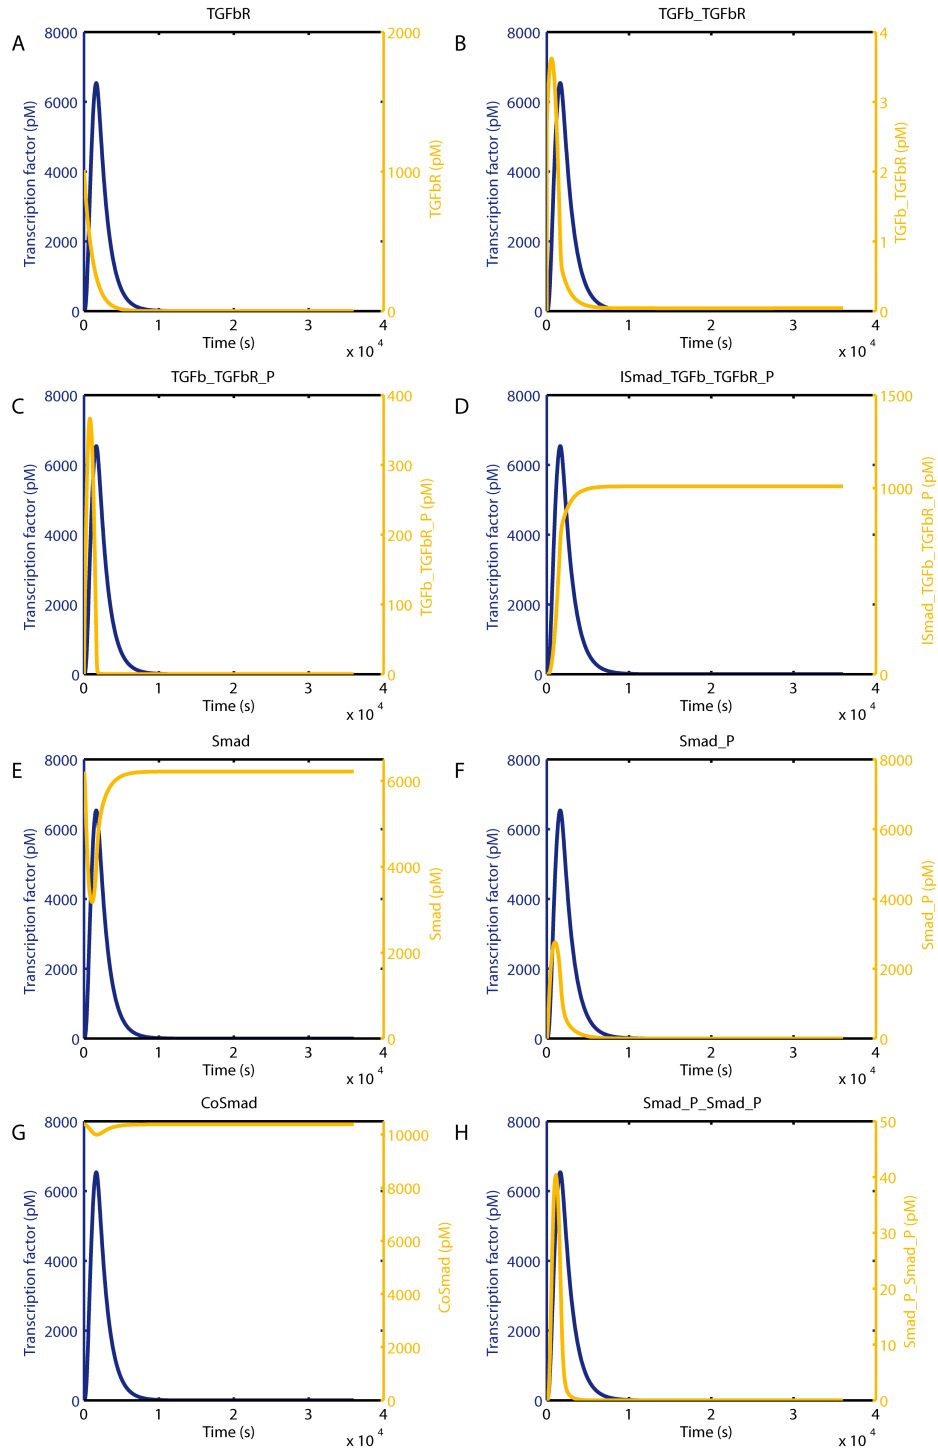 TGFbR
A
8000
6000
4000
2000
0
Transcription factor (pM)
2000
1000
0
TGFbR (pM)
0 1 2 3 4
Time (s)
x 10 4
TGFb_TGFbR
B
8000
6000
4000
2000
0
Transcription factor (pM)
4
3
2
1
0
TGFb_TGFbR (pM)
0 1 2 3 4
Time (s)
x 10 4
TGFb_TGFbR_P
C
8000
6000
4000
2000
0
Transcription factor (pM)
400
300
200
100
0
TGFb_TGFbR_P (pM)
0 1 2 3 4
Time (s)
x 10 4
ISmad_TGFb_TGFbR_P
D
8000
6000
4000
2000
0
Transcription factor (pM)
1500
1000
0
ISmad_TGFb_TGFbR_P (pM)
0 1 2 3 4
Time (s)
x 10 4
Smad
E
8000
6000
4000
2000
0
Transcription factor (pM)
6000
4000
2000
0
Smad (pM)
0 1 2 3 4
Time (s)
x 10 4
Smad_P
F
8000
6000
4000
2000
0
Transcription factor (pM)
8000
6000
4000
2000
0
Smad_P (pM)
0 1 2 3 4
Time (s)
x 10 4
CoSmad
G
8000
6000
4000
2000
0
Transcription factor (pM)
10000
8000
6000
4000
2000
0
CoSmad (pM)
0 1 2 3 4
Time (s)
x 10 4
Smad_P_Smad_P
H
8000
6000
4000
2000
0
Transcription factor (pM)
50
40
30
20
10
0
Smad_P_Smad_P (pM)
0 1 2 3 4
Time (s)
x 10 4